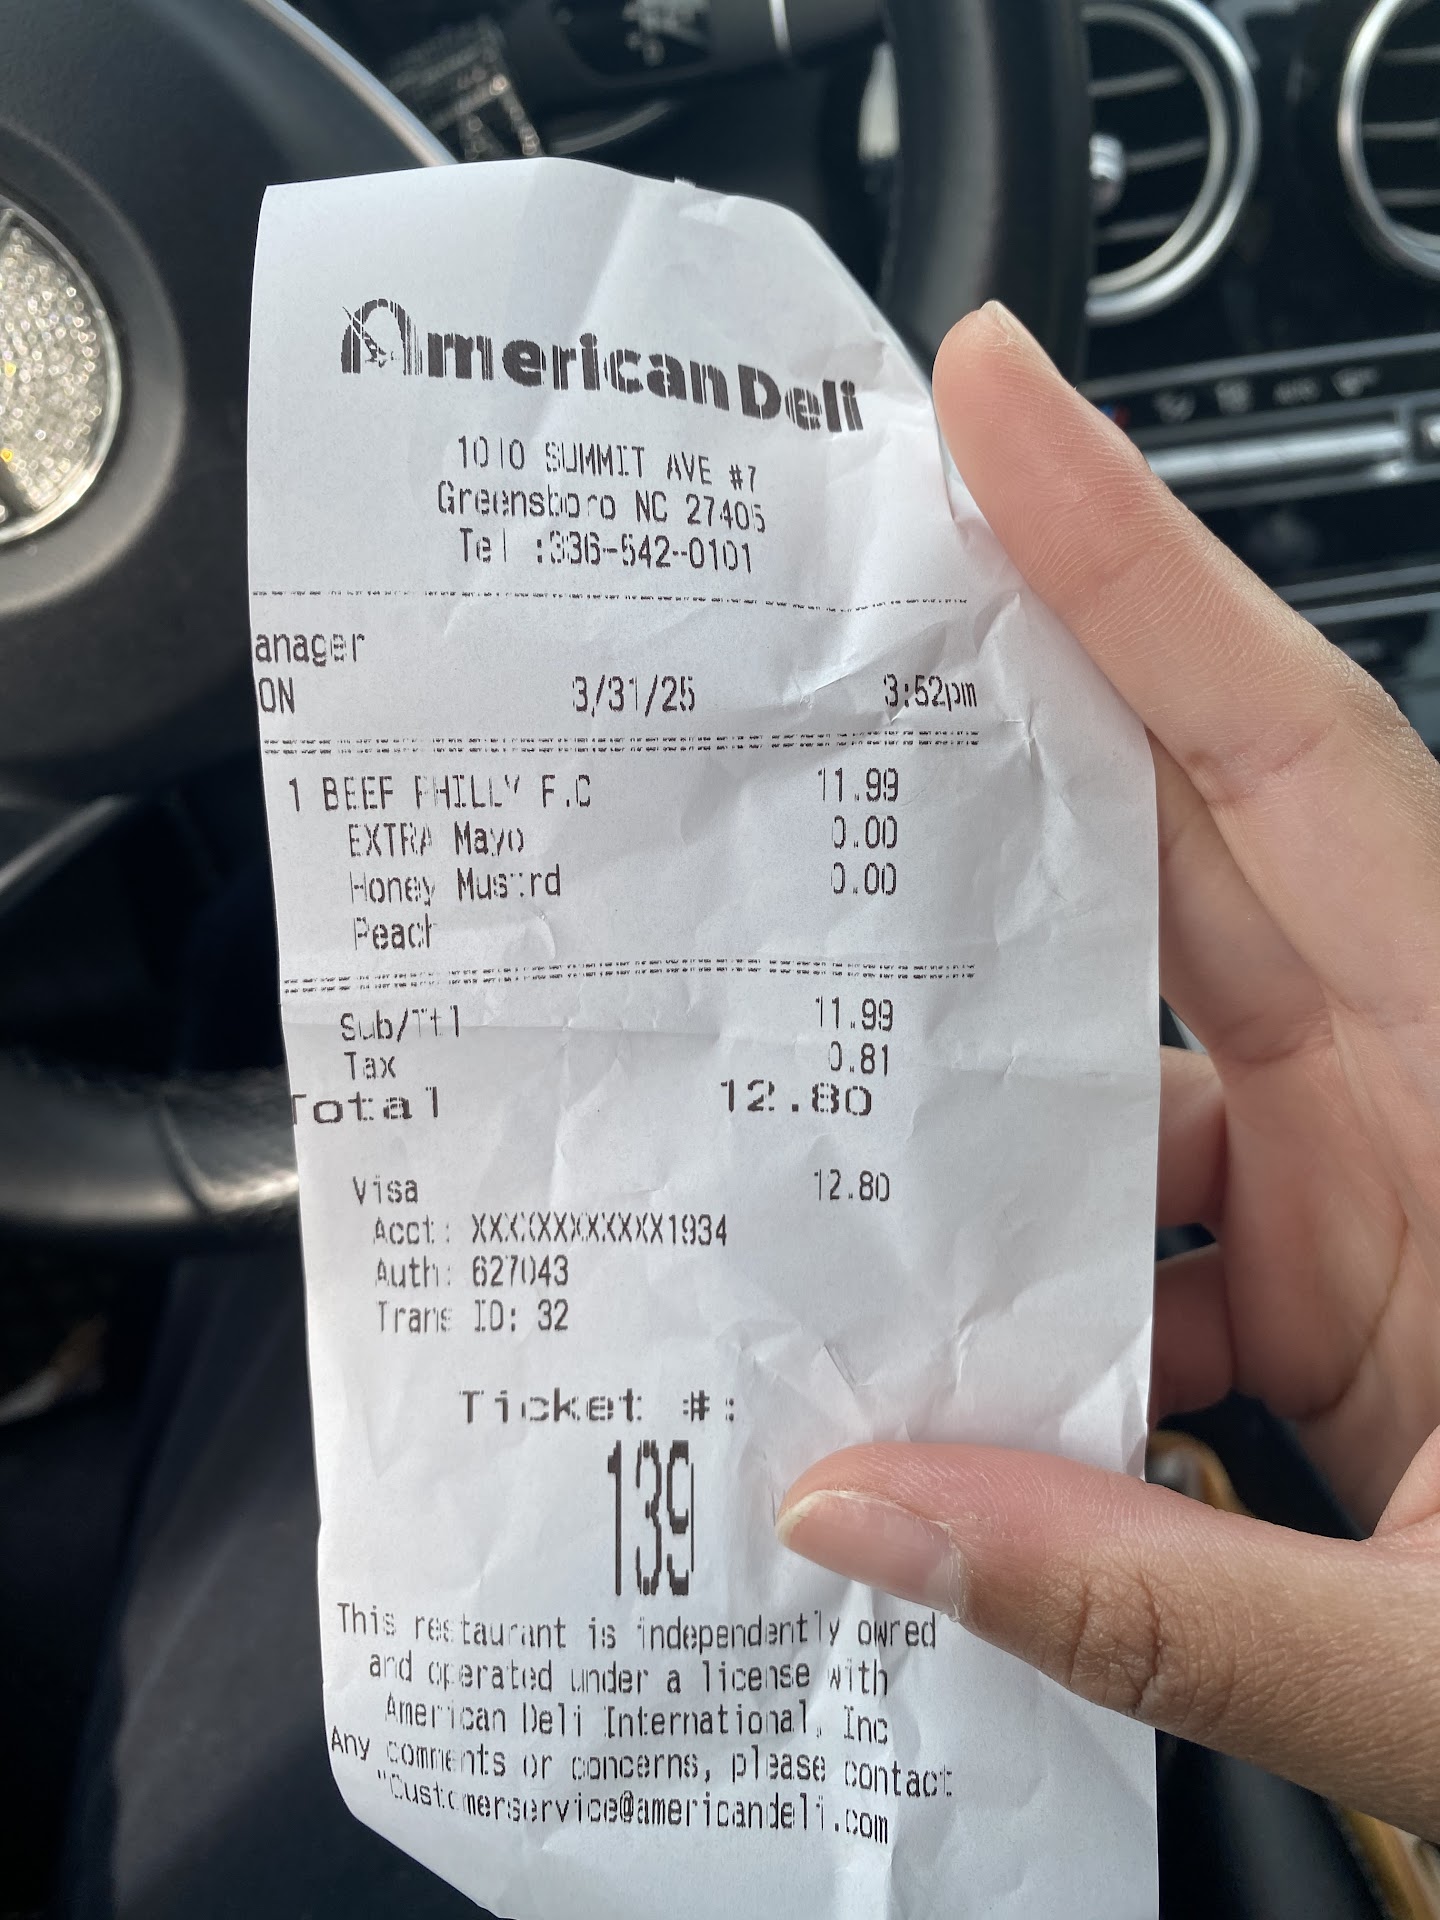 American Deli
1010 SUMMIT AVE #7
Greensboro NC 27405
Tel :336-542-0101
anager
ON 3/31/25 3:52pm
1 BEEF PHILLY F.C 11.99
EXTRA Mayo 0.00
Honey Mustrd 0.00
Peach
Sub/Ttl 11.99
Tax 0.81
Total 12.80
Visa 12.80
Acct: XXXXXXXXXXXX1934
Auth: 627043
Trans ID: 32
Ticket #:
139
This restaurant is independently owned
and operated under a license with
American Deli International, Inc
Any comments or concerns, please contact
"Customerservice@americandeli.com